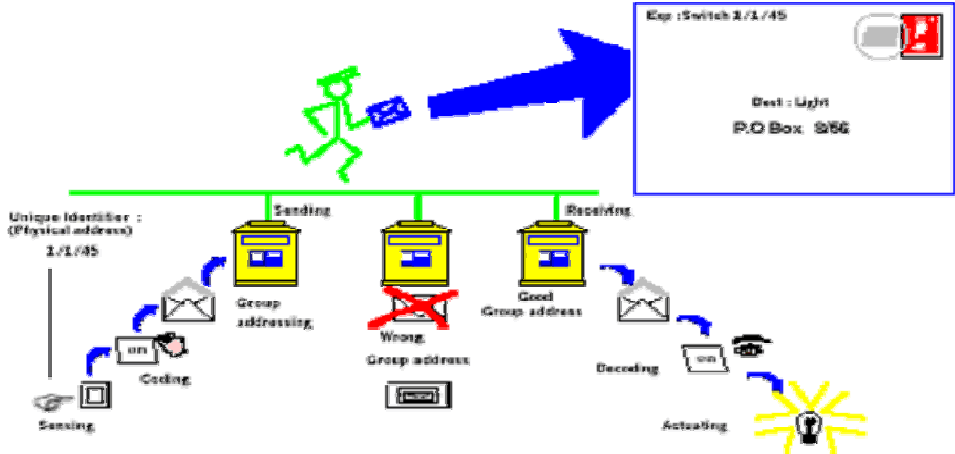 Exp :Switch 1/1/45
Dest : Light
P.O Box 8/56
Sending
Receiving
Unique Identifier :
(Physical address)
1/1/45
Group
addressing
Good
Group address
Wrong
Group address
on
Coding
Decoding
on
Sensing
Actuating